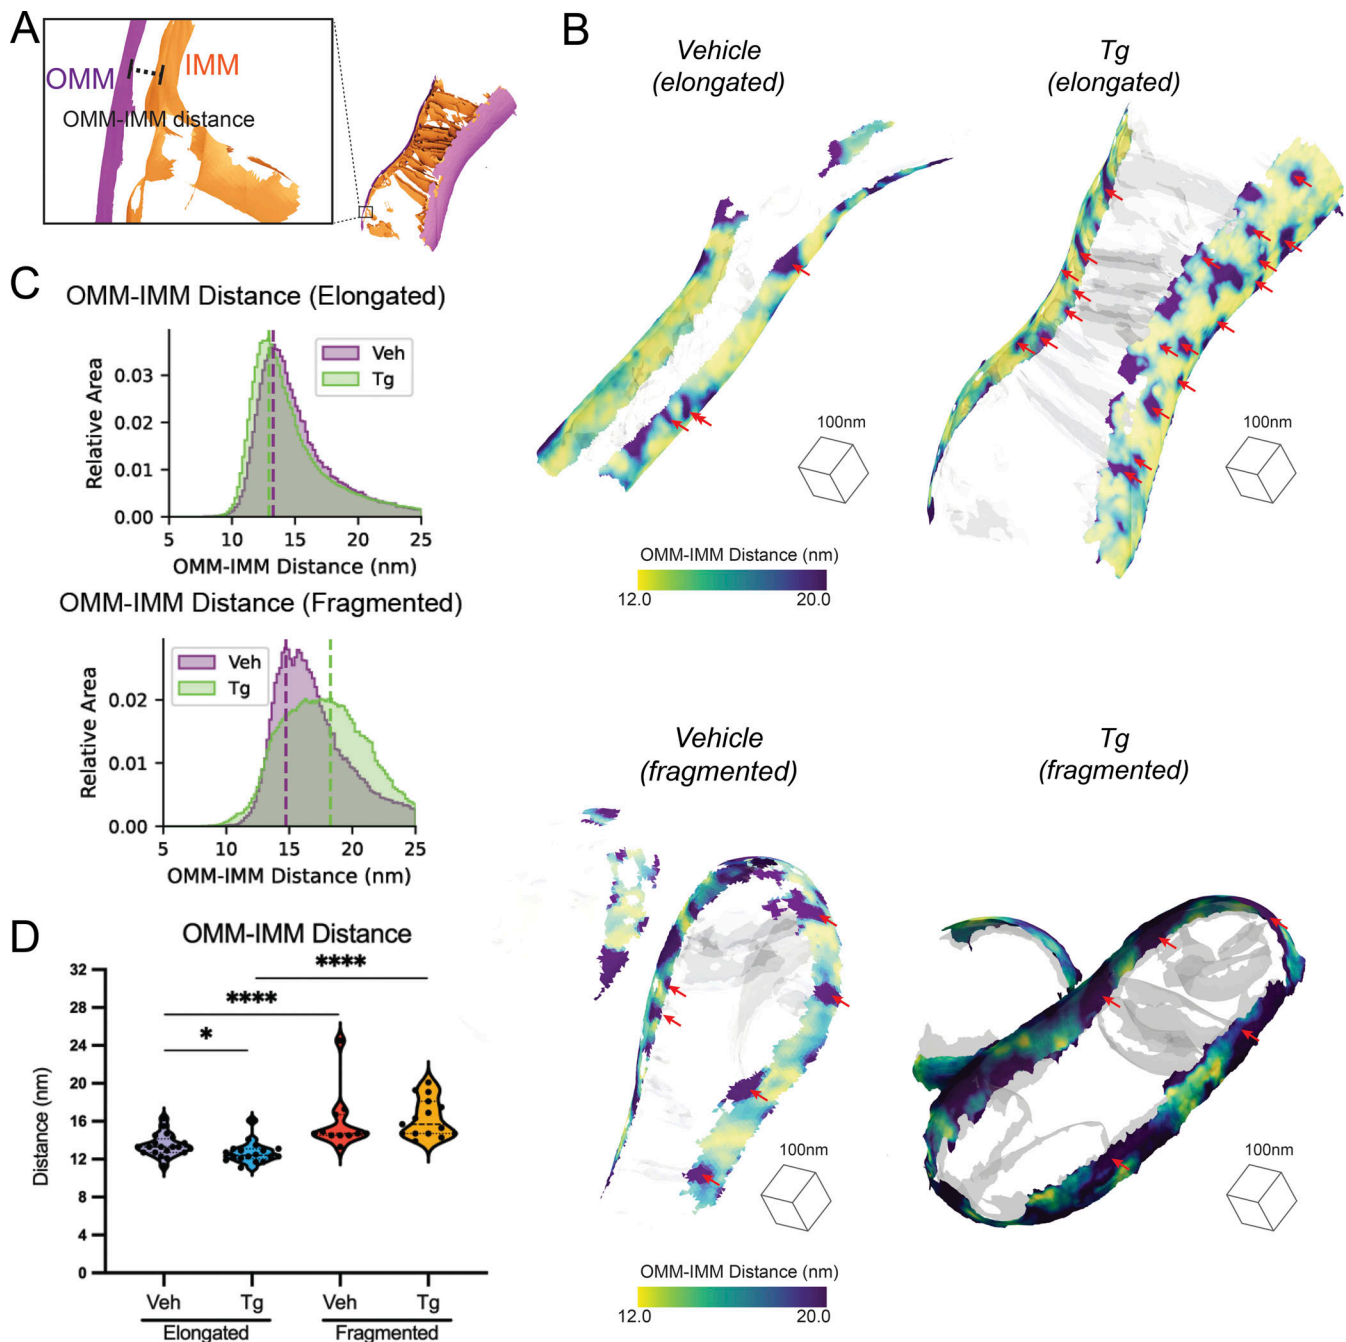 A
OMM
IMM
OMM-IMM distance
B
Vehicle
(elongated)
Tg
(elongated)
100nm
100nm
OMM-IMM Distance (nm)
12.0
20.0
Vehicle
(fragmented)
Tg
(fragmented)
100nm
100nm
OMM-IMM Distance (nm)
12.0
20.0
C
OMM-IMM Distance (Elongated)
Relative Area
0.03
0.02
0.01
0.00
Veh
Tg
5
10
15
20
25
OMM-IMM Distance (nm)
OMM-IMM Distance (Fragmented)
Relative Area
0.02
0.01
0.00
Veh
Tg
5
10
15
20
25
OMM-IMM Distance (nm)
D
OMM-IMM Distance
Distance (nm)
32
28
24
20
16
12
8
4
0
****
****
*
Veh
Tg
Veh
Tg
Elongated
Fragmented